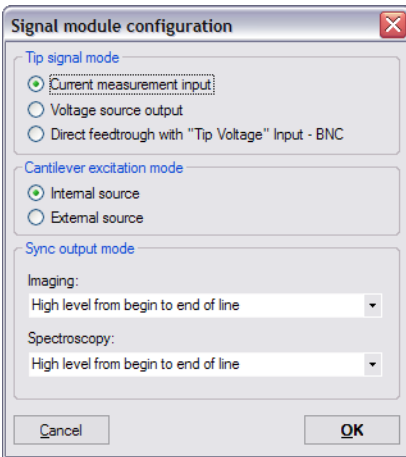 Signal module configuration
Tip signal mode
Current measurement input
Voltage source output
Direct feedtrough with "Tip Voltage" Input - BNC
Cantilever excitation mode
Internal source
External source
Sync output mode
Imaging:
High level from begin to end of line
Spectroscopy:
High level from begin to end of line
Cancel OK